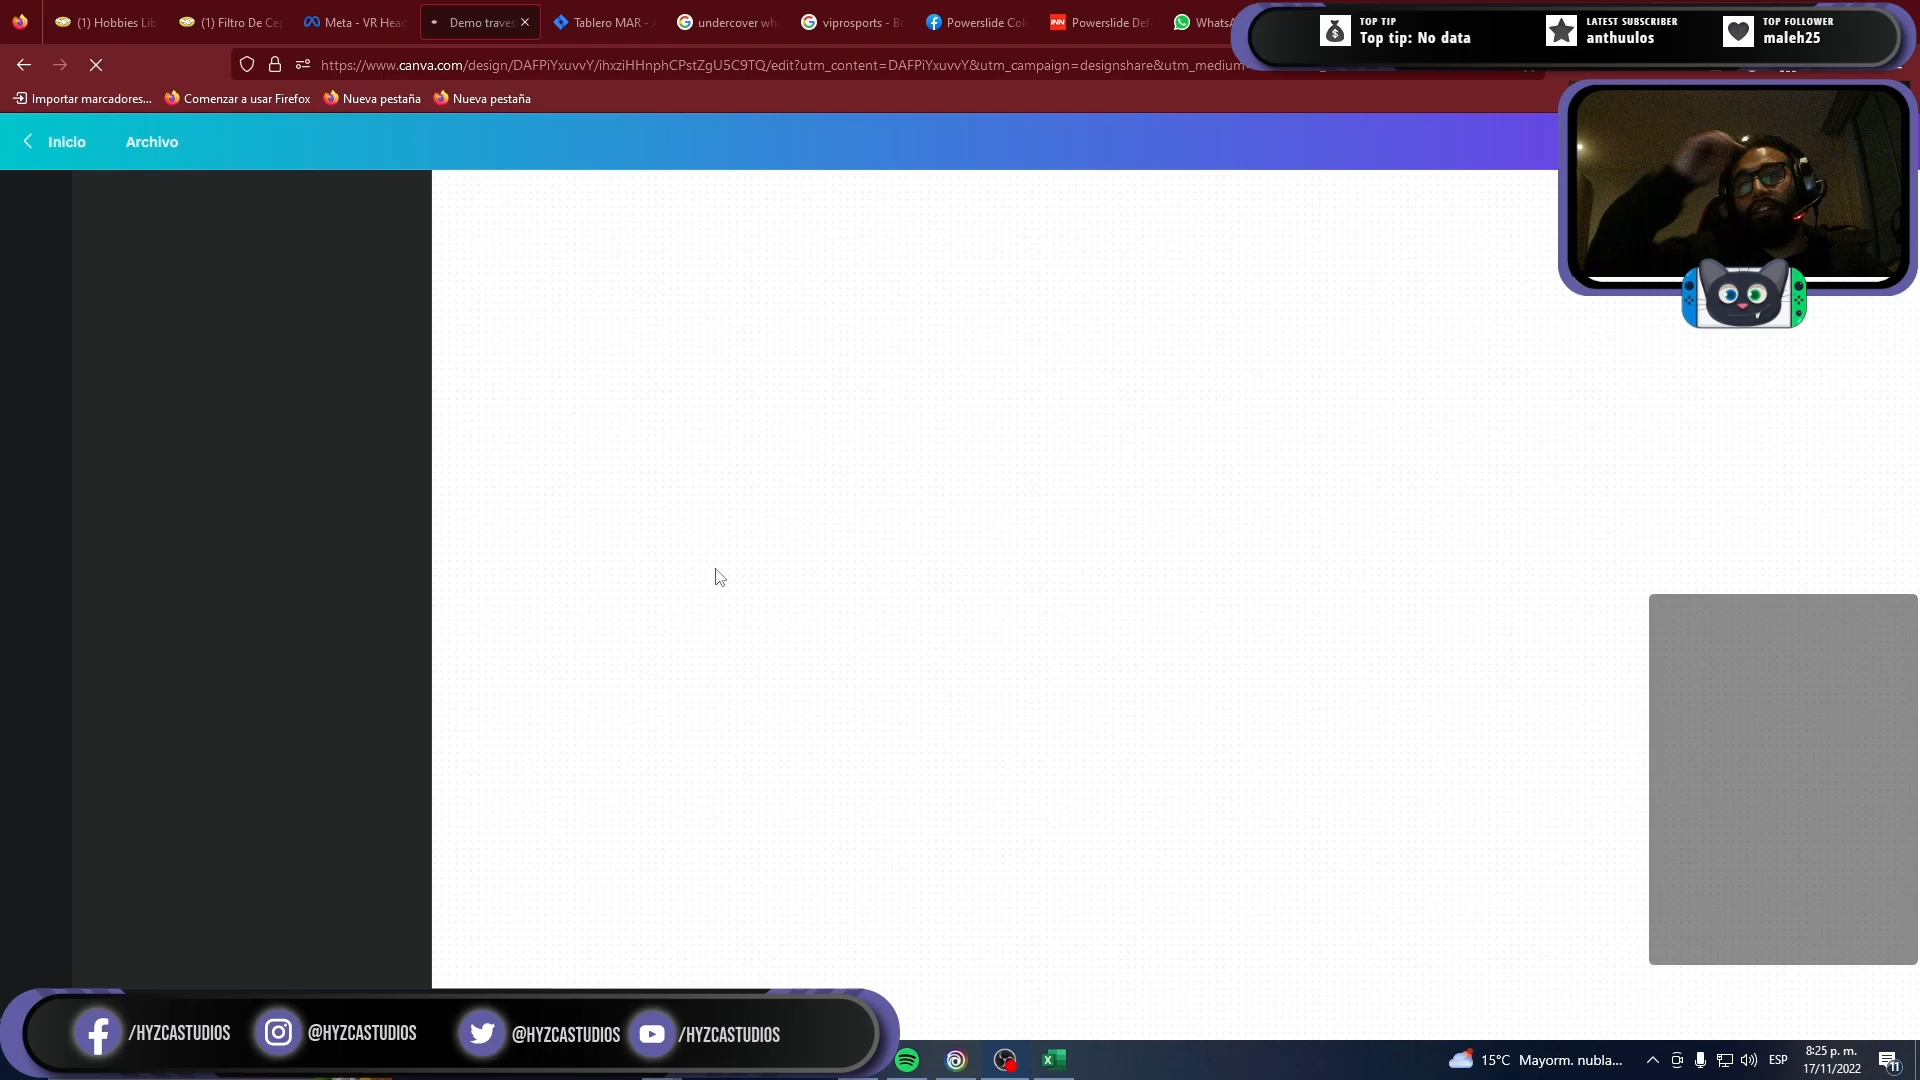 (1) Hobbies Lib
(1) Filtro De Ce
Meta - VR Head
Demo traves
Tablero MAR - A
undercover wh
viprosports - Bu
Powerslide Col
INN
Powerslide Def
WhatsA
https://www.canva.com/design/DAFPiYxuvvY/ihxziHHnphCPstZgU5C9TQ/edit?utm_content=DAFPiYxuvvY&utm_campaign=designshare&utm_medium=
Importar marcadores...
Comenzar a usar Firefox
Nueva pestaña
Nueva pestaña
TOP TIP
Top tip: No data
LATEST SUBSCRIBER
anthuulos
TOP FOLLOWER
maleh25
Inicio
Archivo
/HYZCASTUDIOS
@HYZCASTUDIOS
@HYZCASTUDIOS
/HYZCASTUDIOS
15°C Mayorm. nubla...
ESP
8:25 p. m.
17/11/2022
11